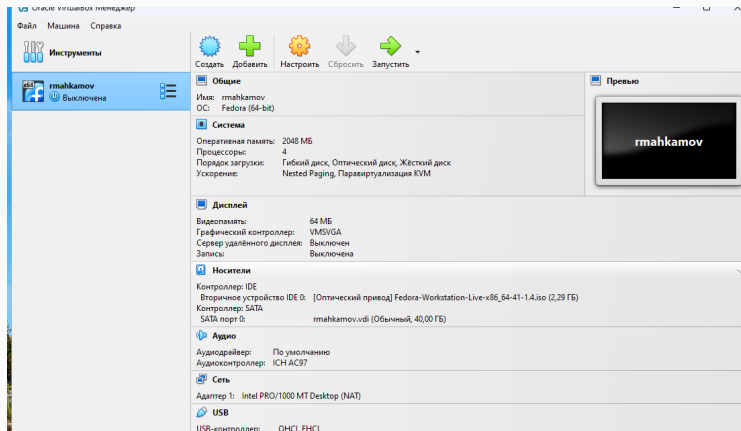 Oracle VirtualBox Менеджер
Файл Машина Справка
Инструменты
Создать Добавить Настроить Сбросить Запустить
rmahkamov
Выключена
Общие
Имя: rmahkamov
ОС: Fedora (64-bit)
Превью
rmahkamov
Система
Оперативная память: 2048 МБ
Процессоры: 4
Порядок загрузки: Гибкий диск, Оптический диск, Жёсткий диск
Ускорение: Nested Paging, Паравиртуализация KVM
Дисплей
Видеопамять: 64 МБ
Графический контроллер: VMSVGA
Сервер удалённого дисплея: Выключен
Запись: Выключена
Носители
Контроллер: IDE
Вторичное устройство IDE 0: [Оптический привод] Fedora-Workstation-Live-x86_64-41-1.4.iso (2,29 ГБ)
Контроллер: SATA
SATA порт 0: rmahkamov.vdi (Обычный, 40,00 ГБ)
Аудио
Аудиодрайвер: По умолчанию
Аудиоконтроллер: ICH AC97
Сеть
Адаптер 1: Intel PRO/1000 MT Desktop (NAT)
USB
USB-контроллер: OHCI, EHCI